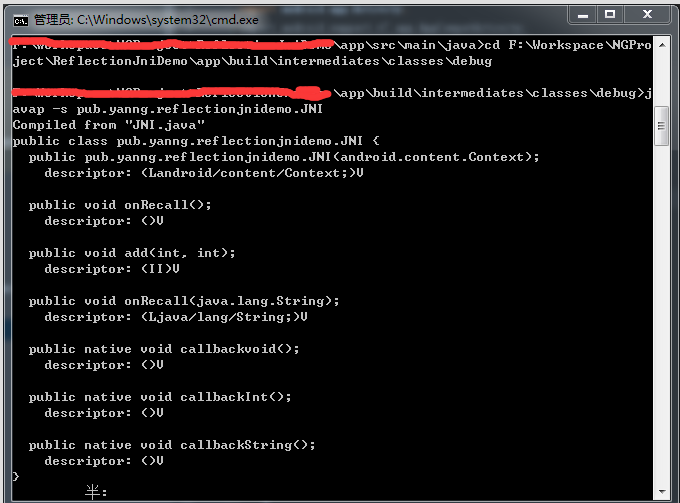 管理员: C:\Windows\system32\cmd.exe
\app\src\main\java>cd F:\Workspace\NGPro
ject\ReflectionJniDemo\app\build\intermediates\classes\debug
\app\build\intermediates\classes\debug>j
avap -s pub.yanng.reflectionjnidemo.JNI
Compiled from "JNI.java"
public class pub.yanng.reflectionjnidemo.JNI {
  public pub.yanng.reflectionjnidemo.JNI(android.content.Context);
    descriptor: (Landroid/content/Context;)V
  public void onRecall();
    descriptor: ()V
  public void add(int, int);
    descriptor: (II)V
  public void onRecall(java.lang.String);
    descriptor: (Ljava/lang/String;)V
  public native void callbackvoid();
    descriptor: ()V
  public native void callbackInt();
    descriptor: ()V
  public native void callbackString();
    descriptor: ()V
}
半: